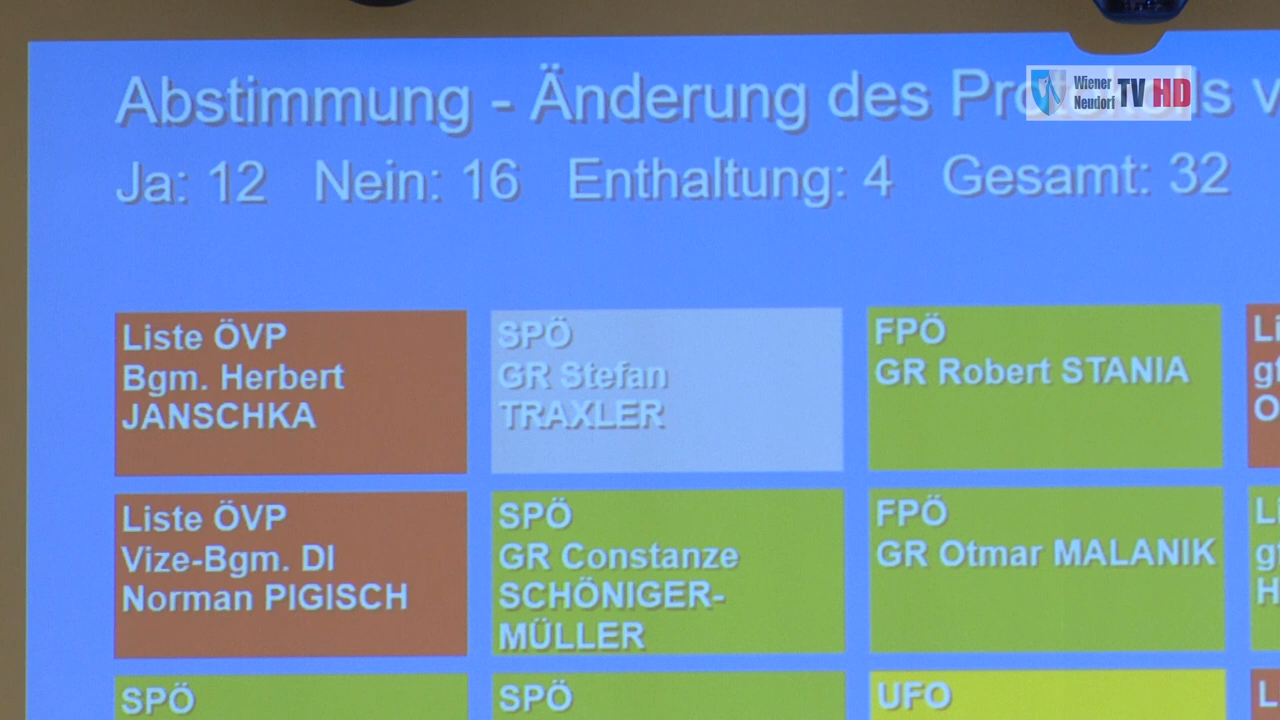 Abstimmung - Änderung des
Wiener
Neudorf
TV HD
Ja: 12 Nein: 16 Enthaltung: 4 Gesamt: 32
Liste ÖVP
Bgm. Herbert
JANSCHKA
SPÖ
GR Stefan
TRAXLER
FPÖ
GR Robert STANIA
Liste ÖVP
Vize-Bgm. DI
Norman PIGISCH
SPÖ
GR Constanze
SCHÖNIGER-
MÜLLER
FPÖ
GR Otmar MALANIK
SPÖ
SPÖ
UFO